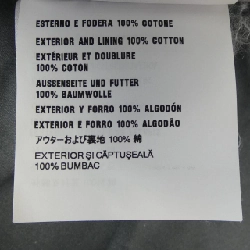 ESTERNO E FODERA 100% COTONE
EXTERIOR AND LINING 100% COTTON
EXTÉRIEUR ET DOUBLURE
100% COTON
AUSSENSEITE UND FUTTER
100% BAUMWOLLE
EXTERIOR Y FORRO 100% ALGODÓN
EXTERIOR E FORRO 100% ALGODÃO
アウターおよび裏地 100% 綿
EXTERIOR ȘI CĂPTUȘEALĂ
100% BUMBAC